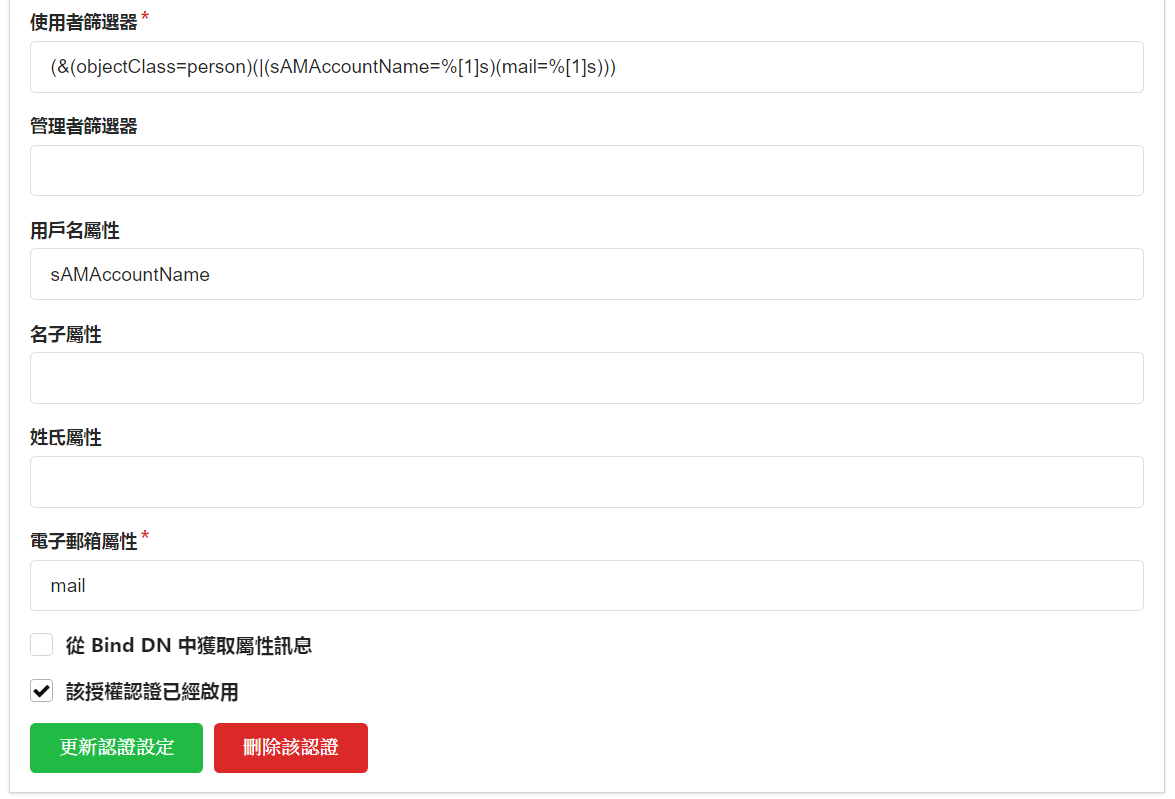 使用者篩選器*
(&(objectClass=person)(|(sAMAccountName=%[1]s)(mail=%[1]s)))
管理者篩選器
用戶名屬性
sAMAccountName
名子屬性
姓氏屬性
電子郵箱屬性*
mail
從 Bind DN 中獲取屬性訊息
該授權認證已經啟用
更新認證設定
刪除該認證